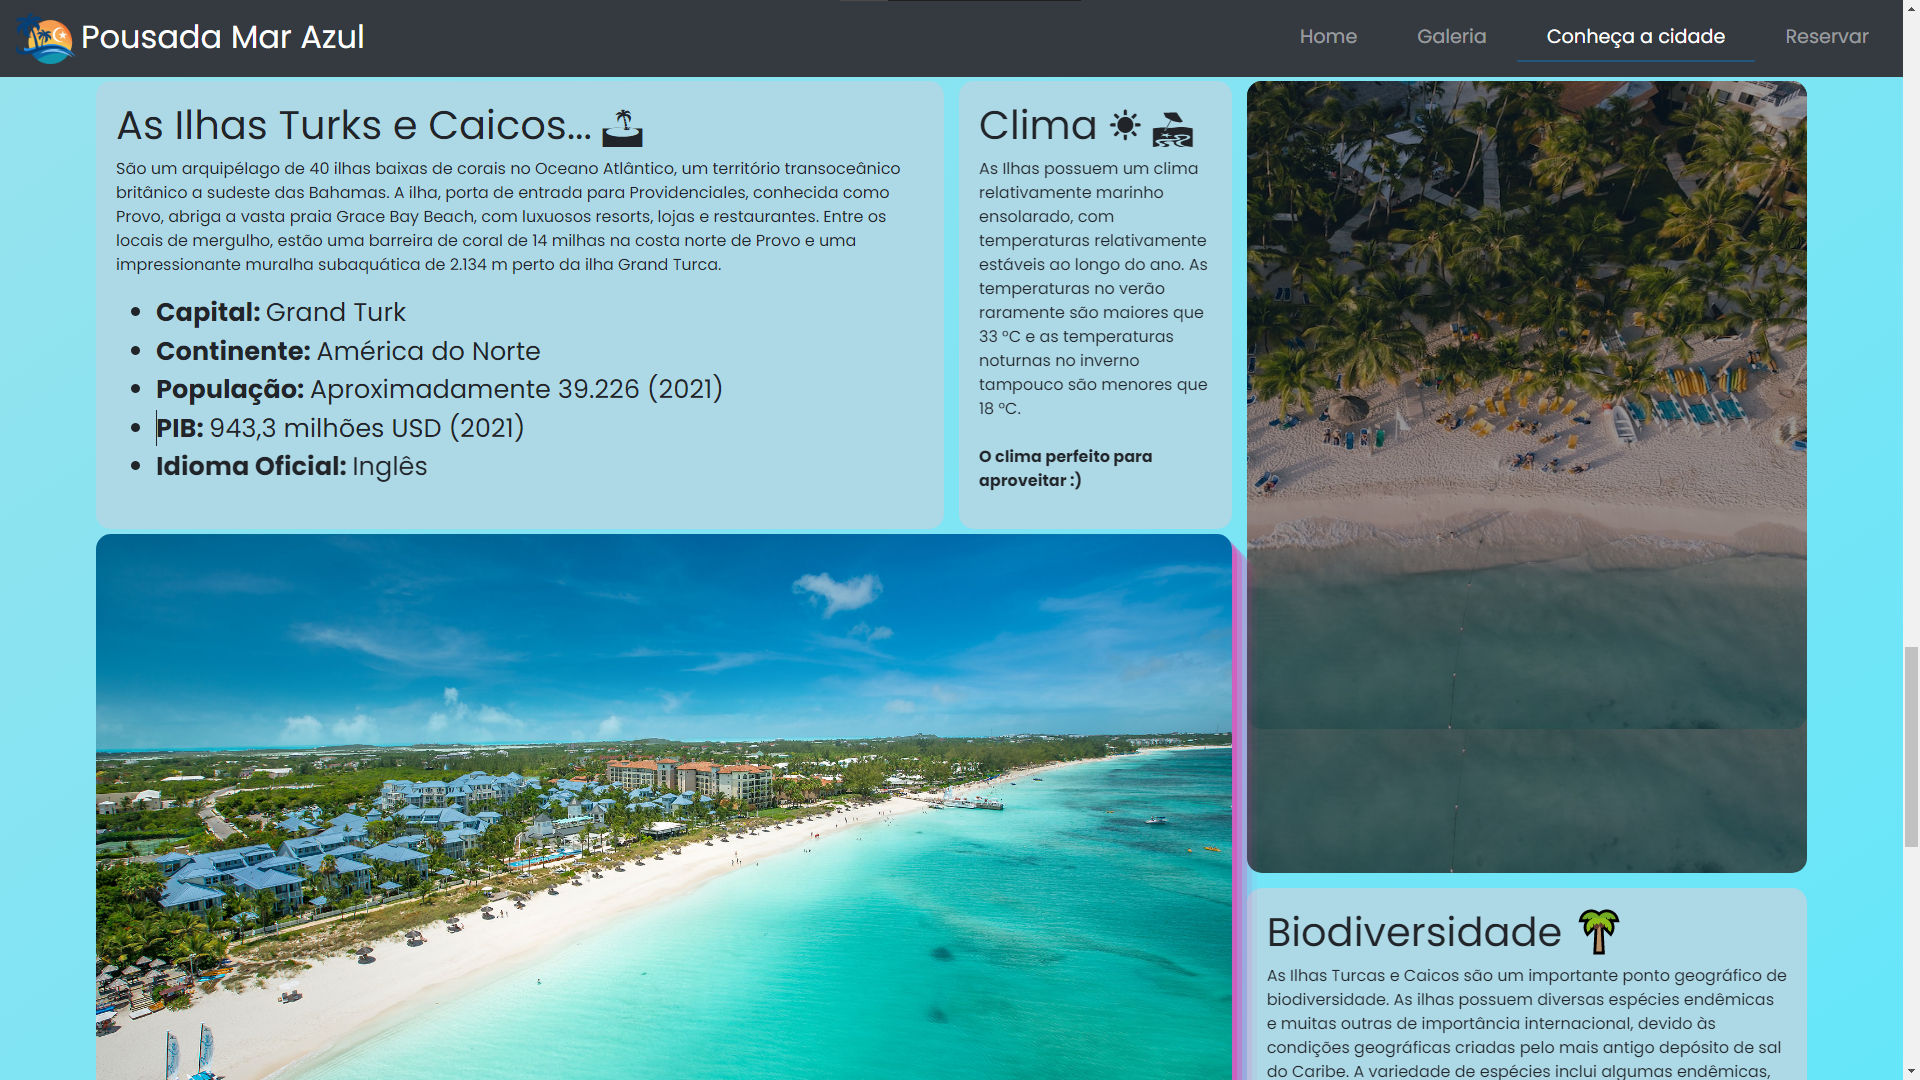 Pousada Mar Azul
Home
Galeria
Conheça a cidade
Reservar
As Ilhas Turks e Caicos...
São um arquipélago de 40 ilhas baixas de corais no Oceano Atlântico, um território transoceânico
britânico a sudeste das Bahamas. A ilha, porta de entrada para Providenciales, conhecida como
Provo, abriga a vasta praia Grace Bay Beach, com luxuosos resorts, lojas e restaurantes. Entre os
locais de mergulho, estão uma barreira de coral de 14 milhas na costa norte de Provo e uma
impressionante muralha subaquática de 2.134 m perto da ilha Grand Turca.
Capital: Grand Turk
Continente: América do Norte
População: Aproximadamente 39.226 (2021)
PIB: 943,3 milhões USD (2021)
Idioma Oficial: Inglês
Clima
As Ilhas possuem um clima
relativamente marinho
ensolarado, com
temperaturas relativamente
estáveis ao longo do ano. As
temperaturas no verão
raramente são maiores que
33 ºC e as temperaturas
noturnas no inverno
tampouco são menores que
18 ºC.
O clima perfeito para
aproveitar :)
Biodiversidade
As Ilhas Turcas e Caicos são um importante ponto geográfico de
biodiversidade. As ilhas possuem diversas espécies endêmicas
e muitas outras de importância internacional, devido às
condições geográficas criadas pelo mais antigo depósito de sal
do Caribe. A variedade de espécies inclui algumas endêmicas,